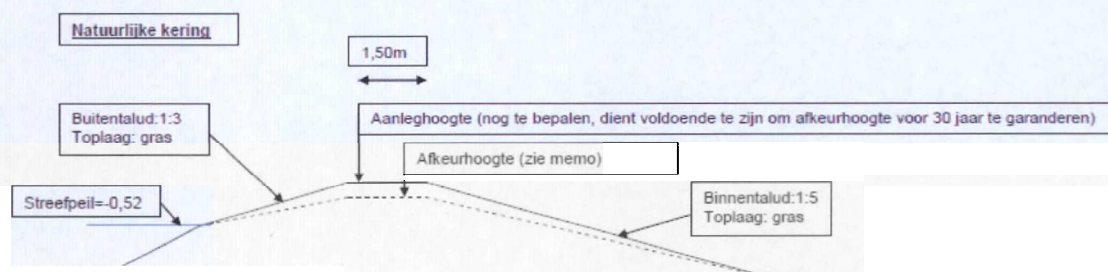 Natuurlijke kering
1,50m
Buitentalud:1:3
Toplaag: gras
Aanleghoogte (nog te bepalen, dient voldoende te zijn om afkeurhoogte voor 30 jaar te garanderen)
Afkeurhoogte (zie memo)
Streefpeil=-0,52
Binnentalud:1:5
Toplaag: gras